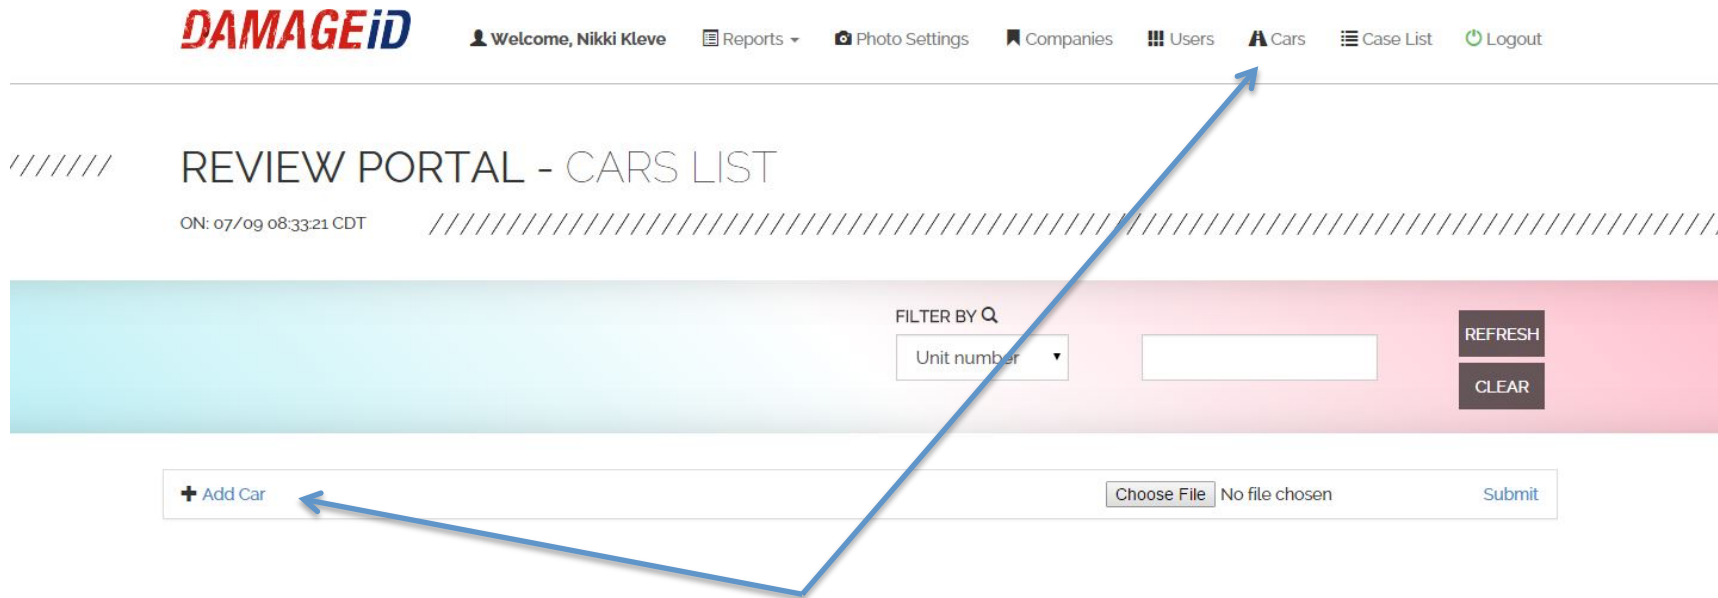 DAMAGEiD Welcome, Nikki Kleve Reports Photo Settings Companies Users Cars Case List Logout
REVIEW PORTAL - CARS LIST
ON: 07/09 08:33:21 CDT
FILTER BY
Unit number
REFRESH
CLEAR
Add Car Choose File No file chosen Submit